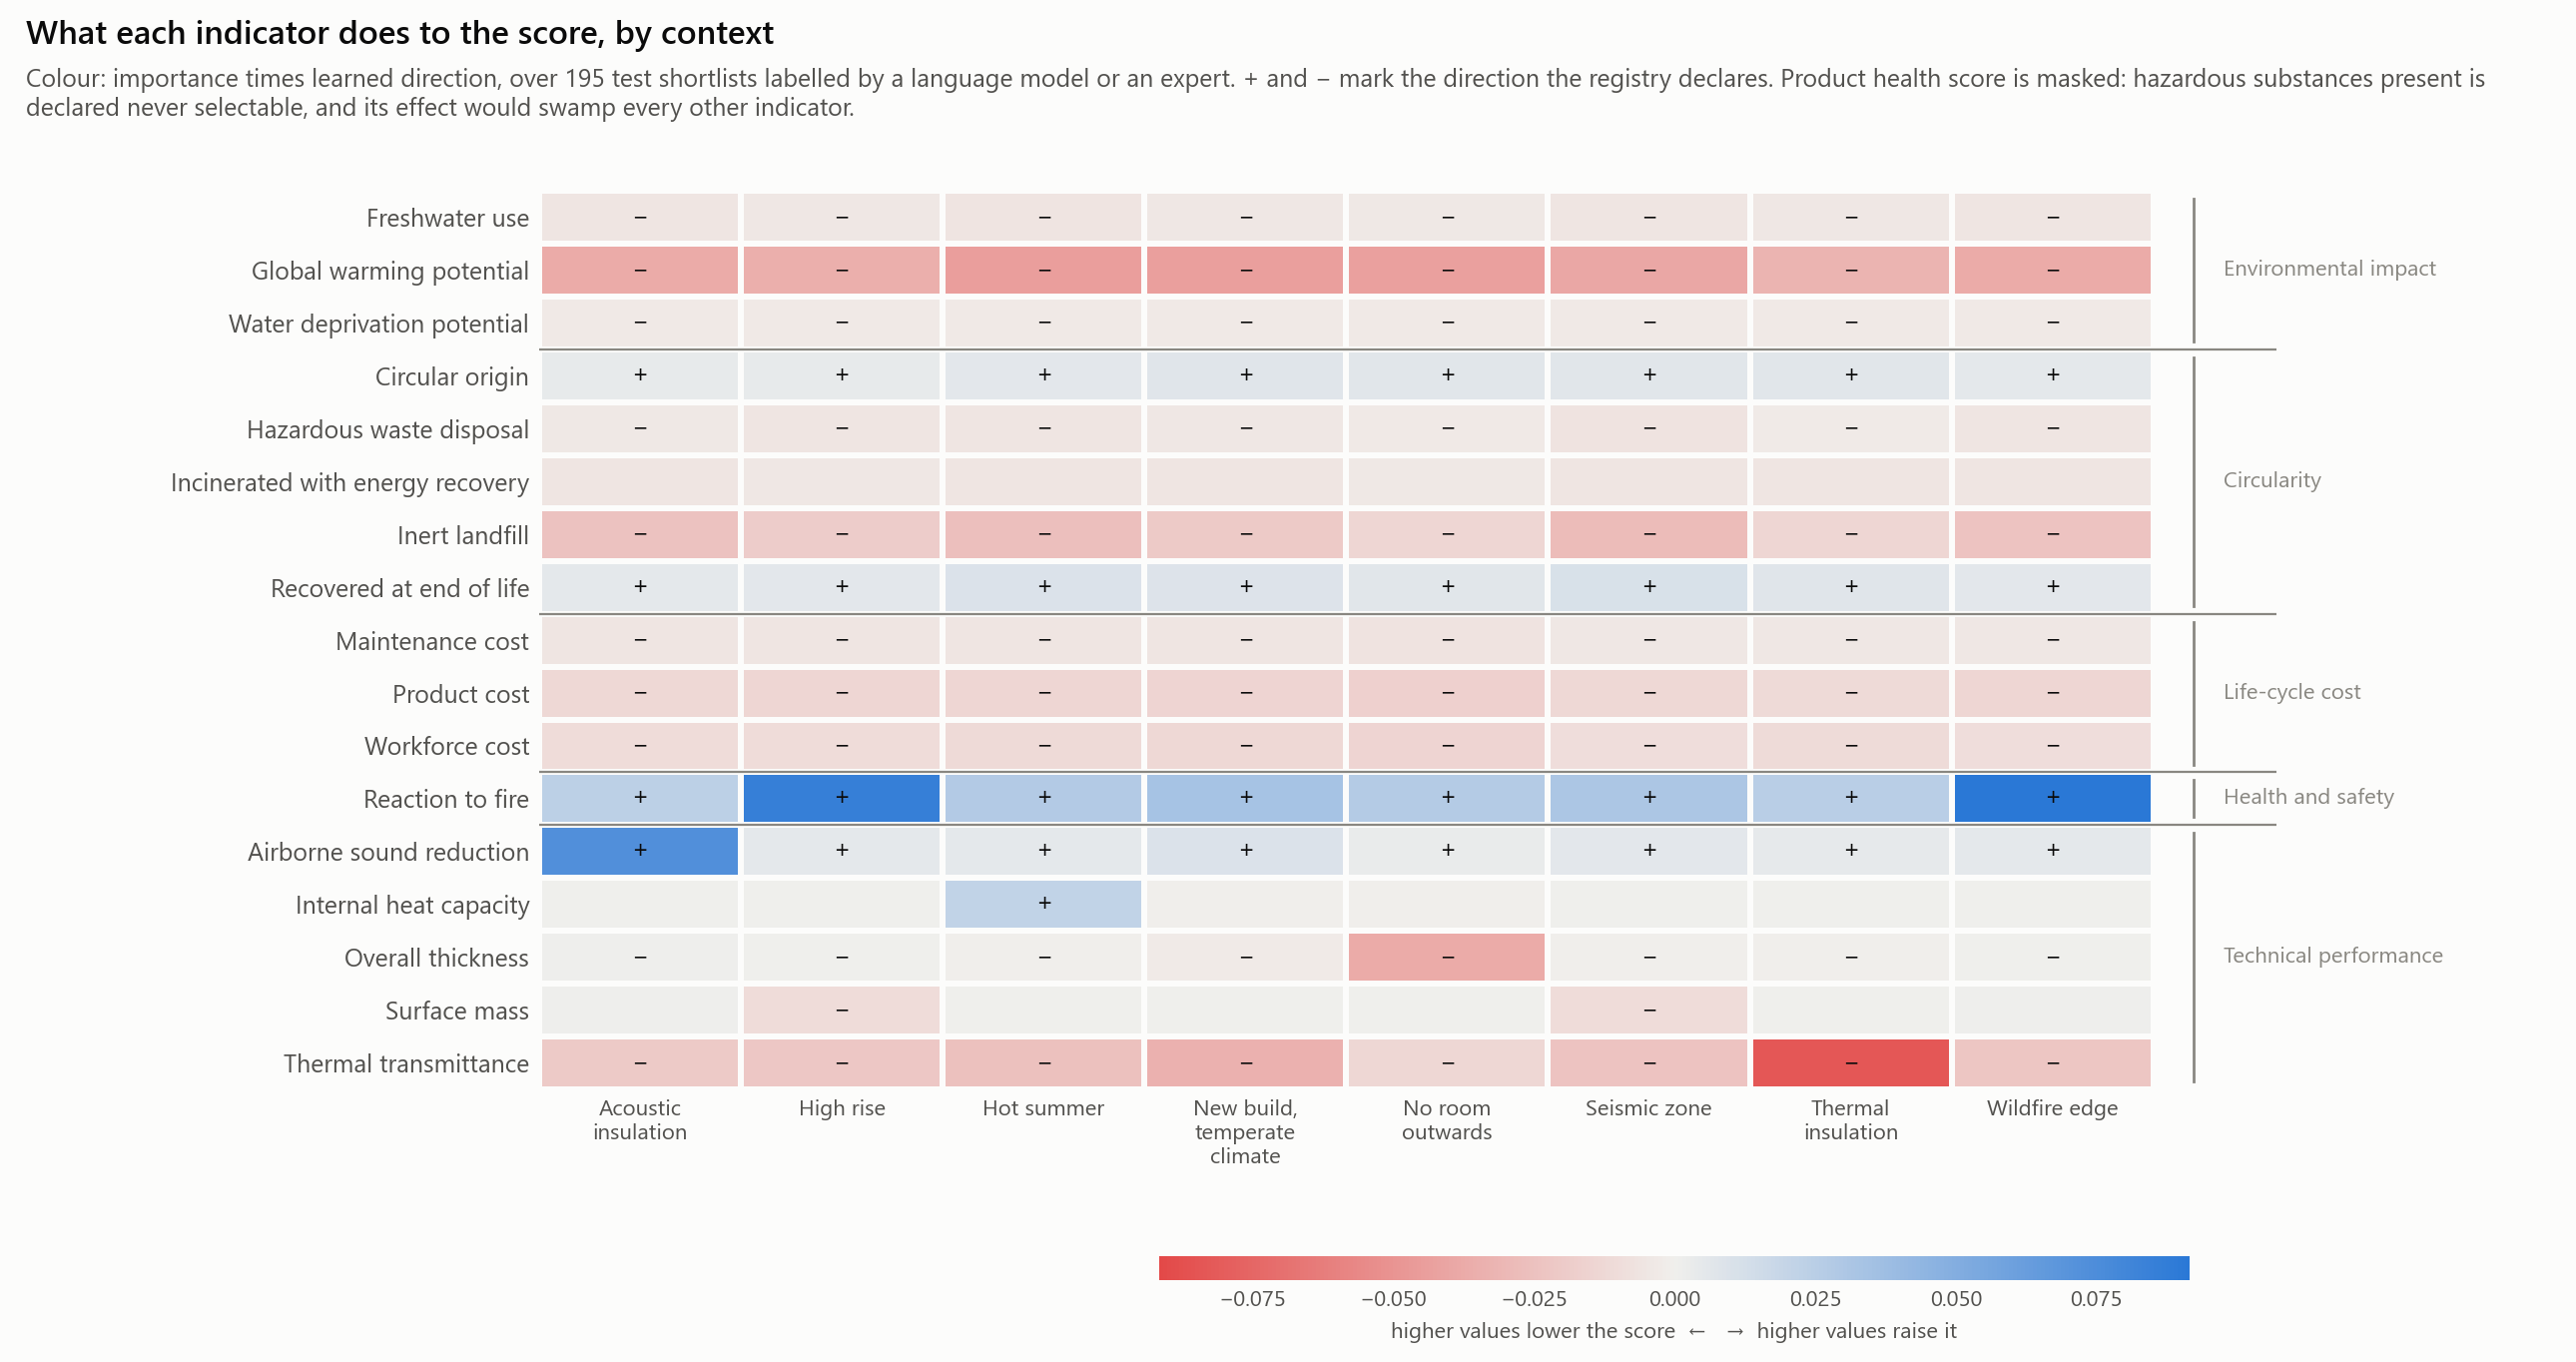 What each indicator does to the score, by context
Colour: importance times learned direction, over 195 test shortlists labelled by a language model or an expert. + and − mark the direction the registry declares. Product health score is masked: hazardous substances present is
declared never selectable, and its effect would swamp every other indicator.
Freshwater use − − − − − − − −
Global warming potential − − − − − − − −
Environmental impact
Water deprivation potential − − − − − − − −
Circular origin + + + + + + + +
Hazardous waste disposal − − − − − − − −
Incinerated with energy recovery
Circularity
Inert landfill − − − − − − − −
Recovered at end of life + + + + + + + +
Maintenance cost − − − − − − − −
Product cost − − − − − − − −
Life-cycle cost
Workforce cost − − − − − − − −
Reaction to fire + + + + + + + +
Health and safety
Airborne sound reduction + + + + + + + +
Internal heat capacity +
Overall thickness − − − − − − − −
Technical performance
Surface mass − −
Thermal transmittance − − − − − − − −
Acoustic
insulation
High rise
Hot summer
New build,
temperate
climate
No room
outwards
Seismic zone
Thermal
insulation
Wildfire edge
−0.075 −0.050 −0.025 0.000 0.025 0.050 0.075
higher values lower the score ← → higher values raise it